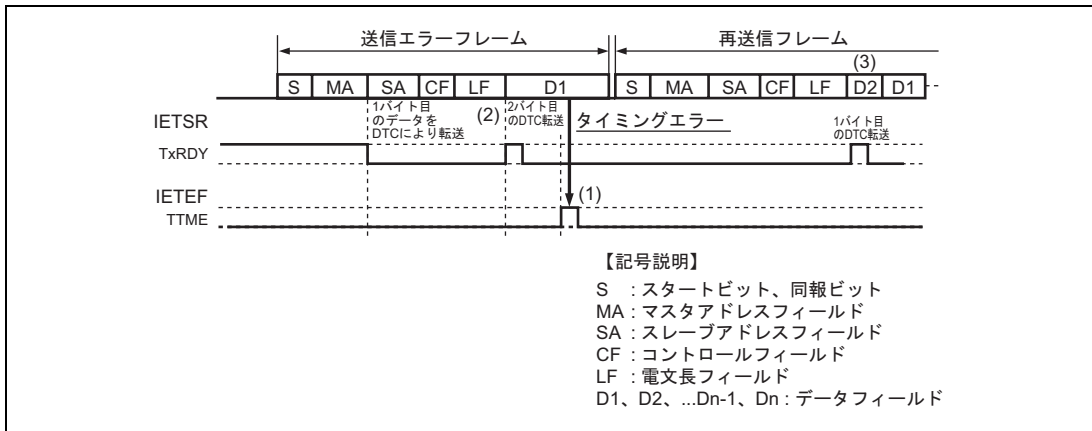 送信エラーフレーム 再送信フレーム
(3)
S MA SA CF LF D1 S MA SA CF LF D2 D1
IETSR
1バイト目
のデータを
DTCにより転送
(2)
2バイト目
のDTC転送
タイミングエラー
1バイト目
のDTC転送
TxRDY
IETEF
(1)
TTME
【記号説明】
S :スタートビット、同報ビット
MA:マスタアドレスフィールド
SA:スレーブアドレスフィールド
CF:コントロールフィールド
LF :電文長フィールド
D1、D2、...Dn-1、Dn:データフィールド